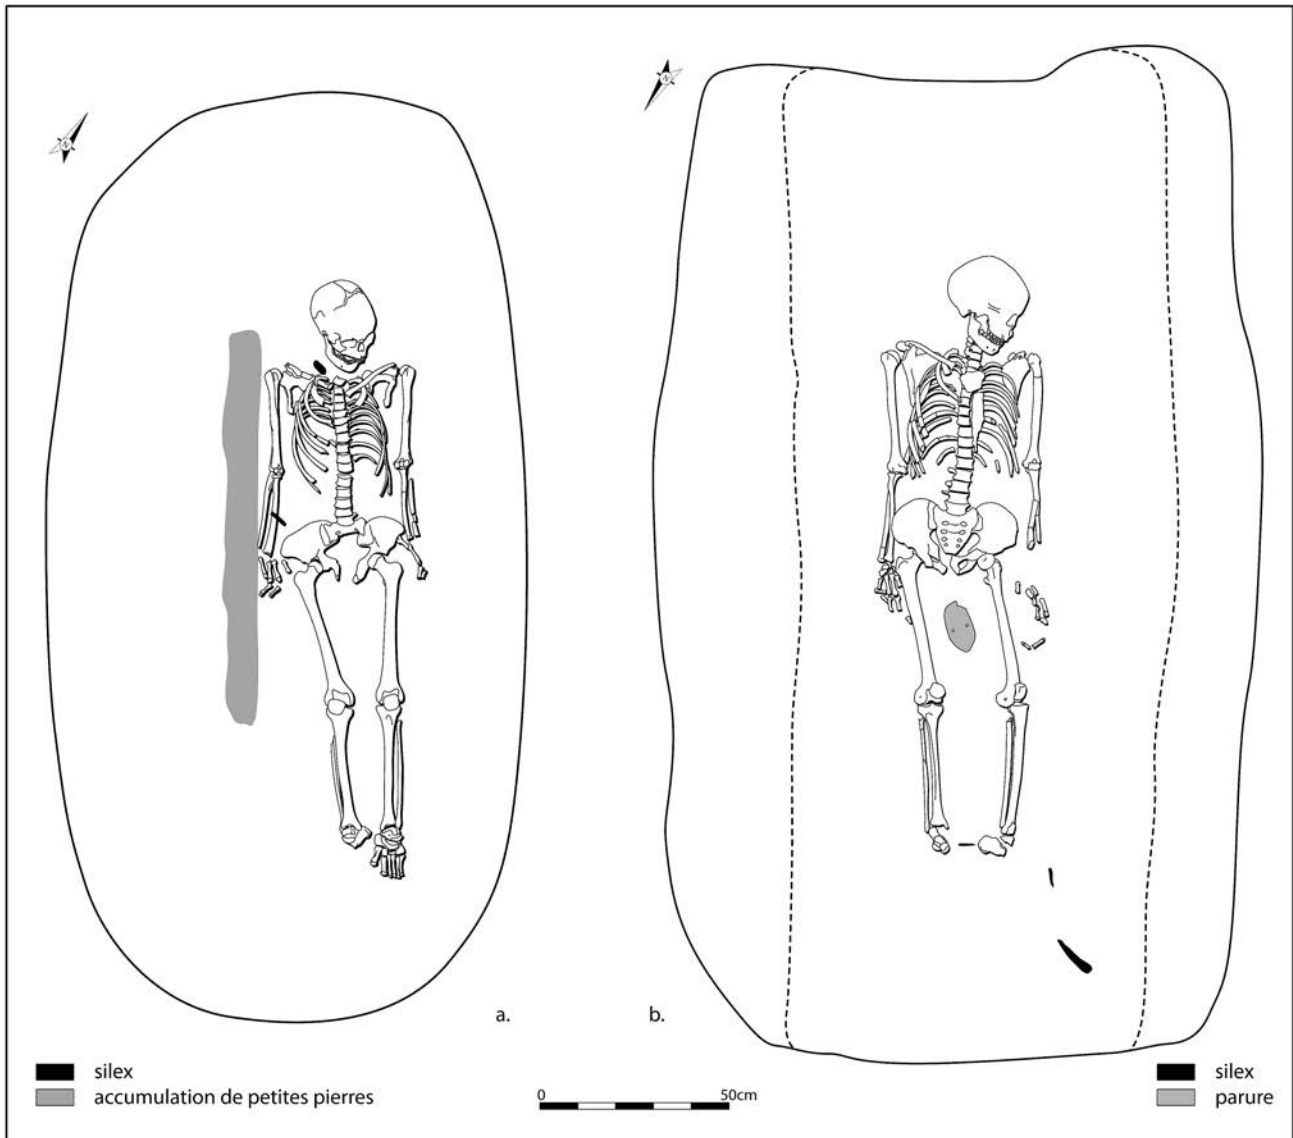 N
N
a.
b.
silex
accumulation de petites pierres
0 50cm
silex
parure